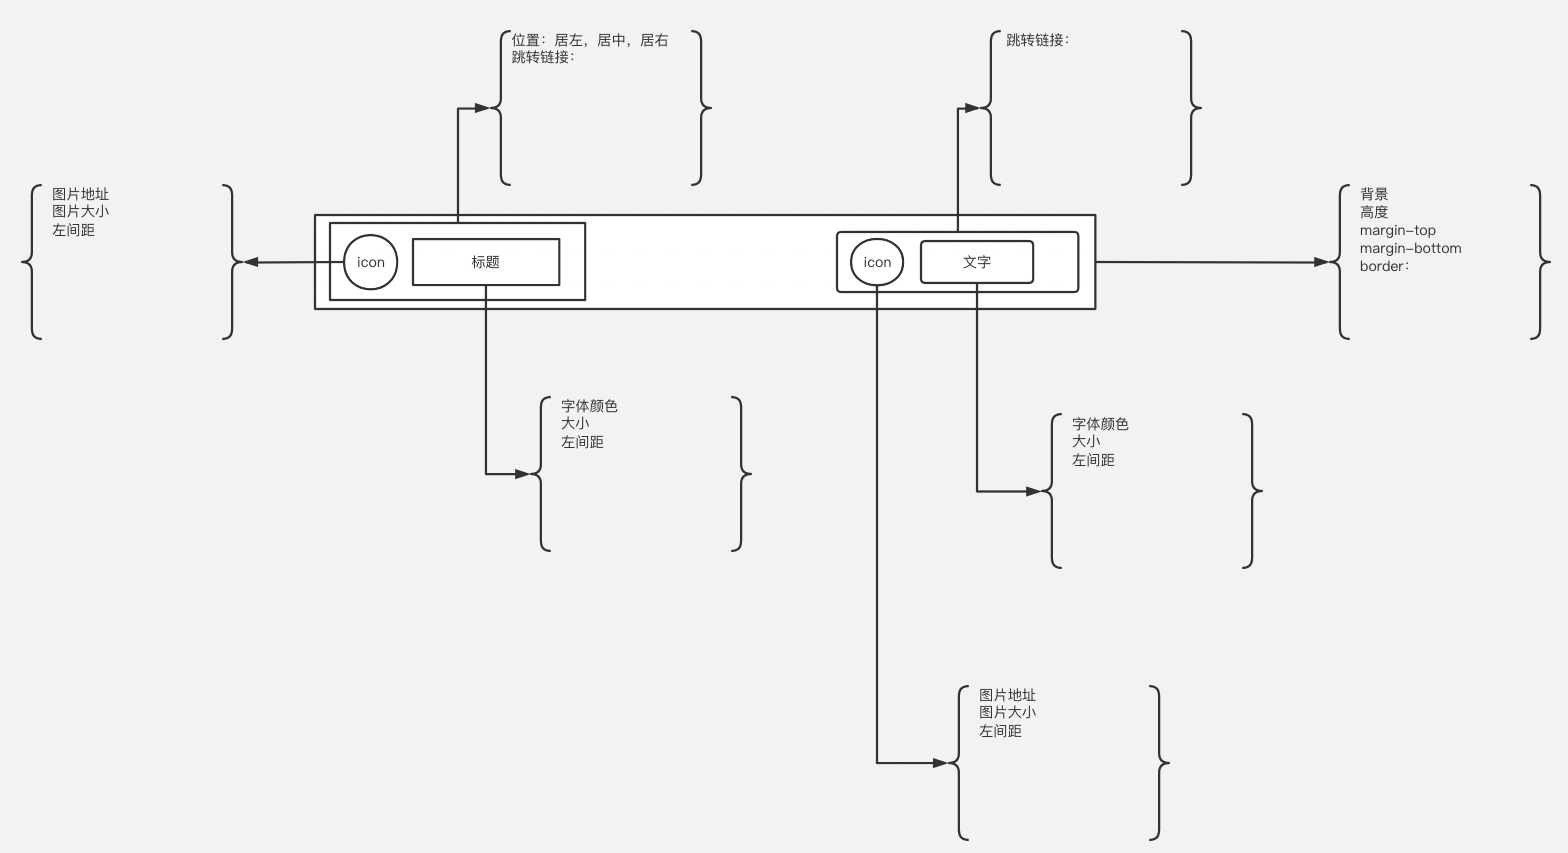 位置：居左，居中，居右
跳转链接：
跳转链接：
图片地址
图片大小
左间距
背景
高度
margin-top
margin-bottom
border：
icon
标题
icon
文字
字体颜色
大小
左间距
字体颜色
大小
左间距
图片地址
图片大小
左间距